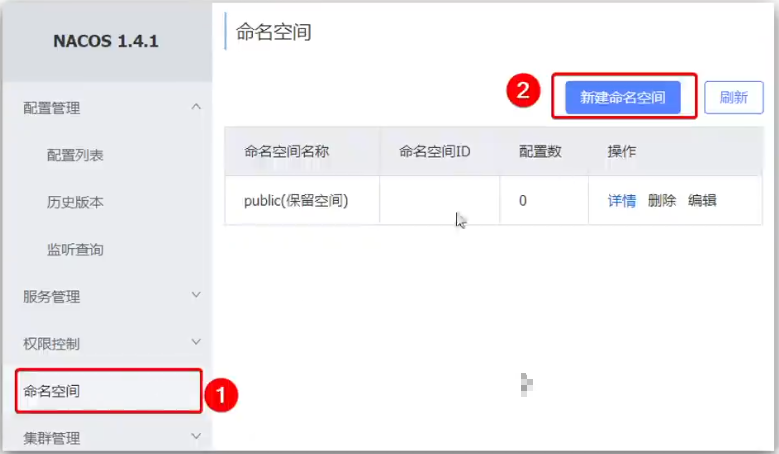 NACOS 1.4.1
配置管理
配置列表
历史版本
监听查询
服务管理
权限控制
命名空间
1
集群管理
命名空间
2
新建命名空间
刷新
命名空间名称 命名空间ID 配置数 操作
public(保留空间) 0 详情 删除 编辑